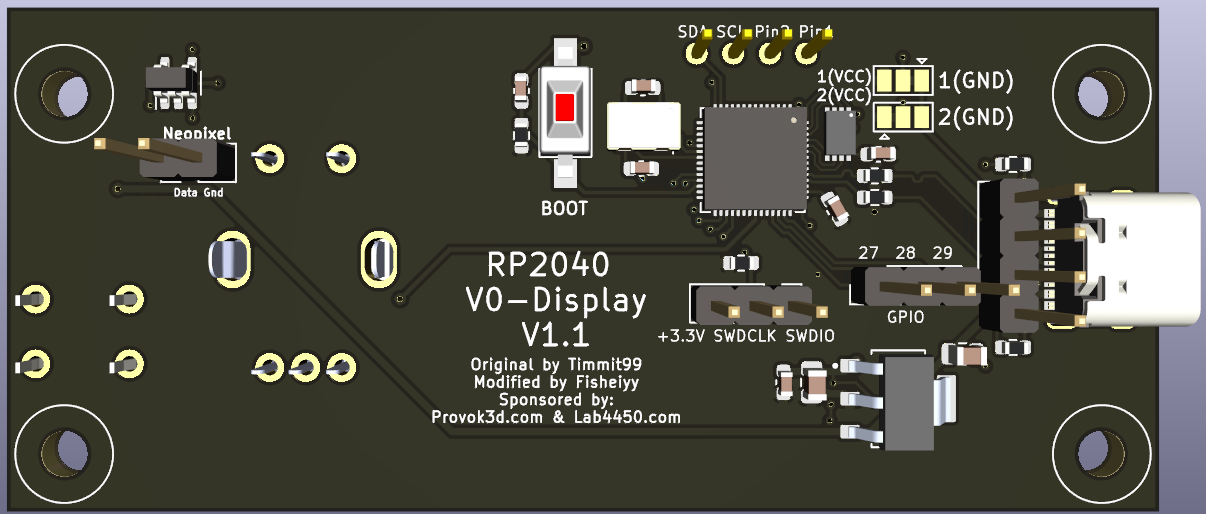 SDA SCL Pin2 Pin1
1(VCC)
2(VCC)
1(GND)
2(GND)
Neopixel
Data Gnd
BOOT
RP2040
V0-Display
V1.1
27 28 29
GPIO
+3.3V SWDCLK SWDIO
Original by Timmit99
Modified by Fisheiyy
Sponsored by:
Provok3d.com & Lab4450.com